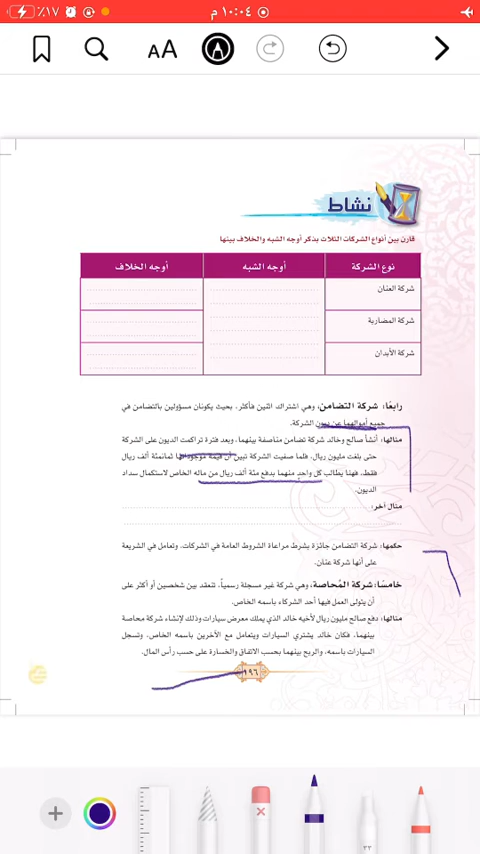 ٪١٧ ١٠:٠٤ م
AA
نشاط
قارن بين أنواع الشركات الثلاث بذكر أوجه الشبه والخلاف بينها
نوع الشركة أوجه الشبه أوجه الخلاف
شركة العنان
شركة المضاربة
شركة الأبدان
رابعًا: شركة التضامن، وهي اشتراك اثنين فأكثر، بحيث يكونان مسؤولين بالتضامن في
جميع أموالهما عن ديون الشركة.
مثالها: أنشأ صالح وخالد شركة تضامن مناصفة بينهما، وبعد فترة تراكمت الديون على الشركة
حتى بلغت مليون ريال، فلما صفيت الشركة تبين أن قيمة موجوداتها ثمانمئة ألف ريال
فقط، فهنا يطالب كل واحدٍ منهما بدفع مئة ألف ريال من ماله الخاص لاستكمال سداد
الديون.
مثال آخر:
حكمها: شركة التضامن جائزة بشرط مراعاة الشروط العامة في الشركات، وتعامل في الشريعة
على أنها شركة عنان.
خامسًا: شركة المُحاصة، وهي شركة غير مسجلة رسمياً، تنعقد بين شخصين أو أكثر على
أن يتولى العمل فيها أحد الشركاء باسمه الخاص.
مثالها: دفع صالح مليون ريال لأخيه خالد الذي يملك معرض سيارات وذلك لإنشاء شركة محاصة
بينهما، فكان خالد يشتري السيارات ويتعامل مع الآخرين باسمه الخاص، وتسجل
السيارات باسمه، والربح بينهما بحسب الاتفاق والخسارة على حسب رأس المال.
١٩٦
٢٣